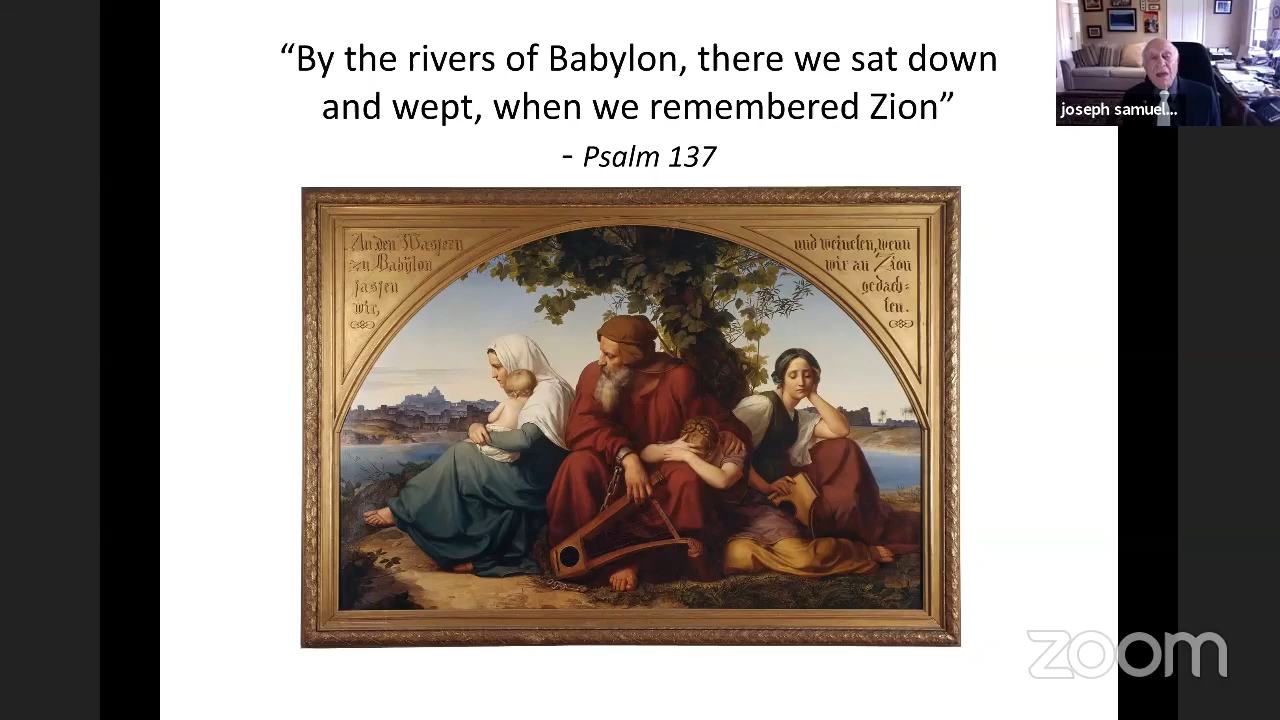 “By the rivers of Babylon, there we sat down
and wept, when we remembered Zion”
- Psalm 137
joseph samuel...
An den Wassern
zu Babylon
sassen
wir,
und weineten, wenn
wir an Zion
gedach=
ten.
zoom